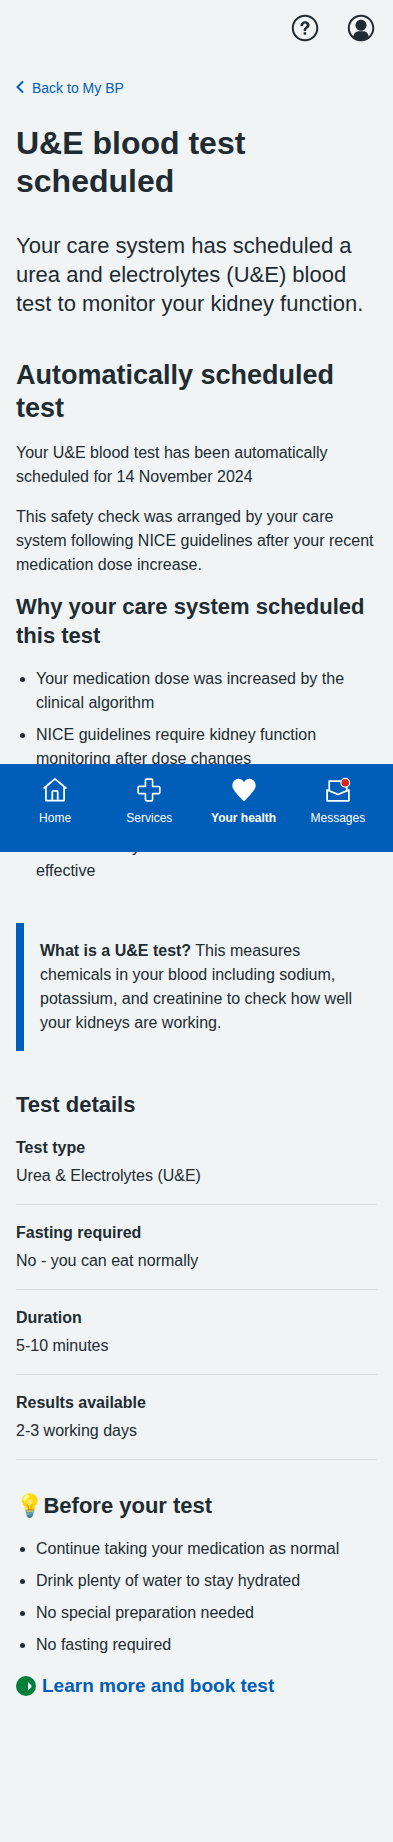 Back to My BP
U&E blood test
scheduled
Your care system has scheduled a
urea and electrolytes (U&E) blood
test to monitor your kidney function.
Automatically scheduled
test
Your U&E blood test has been automatically
scheduled for 14 November 2024
This safety check was arranged by your care
system following NICE guidelines after your recent
medication dose increase.
Why your care system scheduled
this test
• Your medication dose was increased by the
clinical algorithm
• NICE guidelines require kidney function
monitoring after dose changes
Home Services Your health Messages
effective
What is a U&E test? This measures
chemicals in your blood including sodium,
potassium, and creatinine to check how well
your kidneys are working.
Test details
Test type
Urea & Electrolytes (U&E)
Fasting required
No - you can eat normally
Duration
5-10 minutes
Results available
2-3 working days
💡Before your test
• Continue taking your medication as normal
• Drink plenty of water to stay hydrated
• No special preparation needed
• No fasting required
Learn more and book test